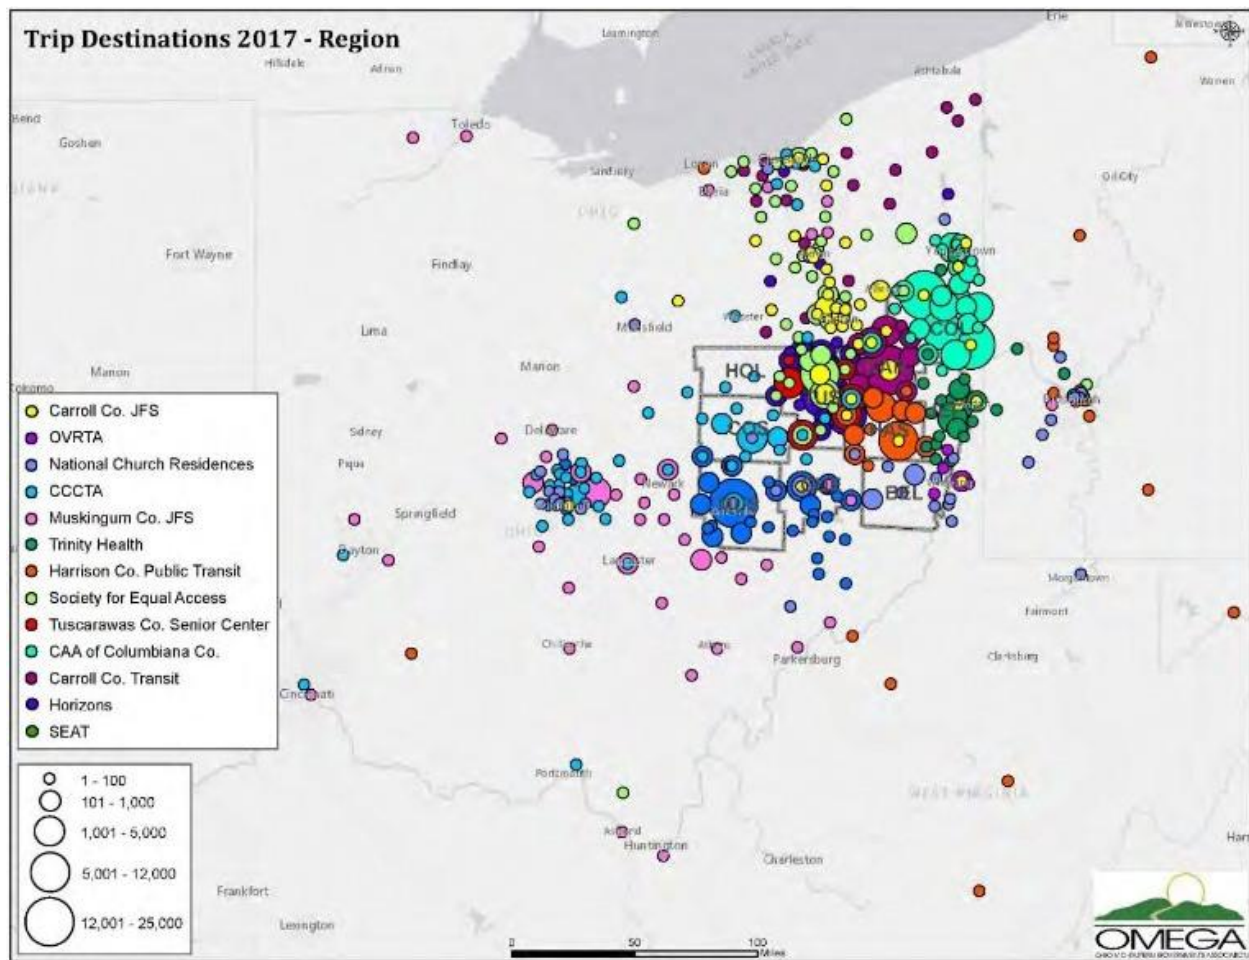 Trip Destinations 2017 - Region
Erie
Leamington
Hillsdale
Adrian
Ashtabula
Warren
Bend
Goshen
Toledo
Lorain
Sandusky
Elyria
Oil City
OHIO
Fort Wayne
Findlay
Mansfield
Lima
Marion
HOL
Marion
Kokomo
Sidney
Delaware
Piqua
Newark
BEL
Springfield
OHIO
Dayton
Lancaster
Morgantown
Fairmont
Chillicothe
Athens
Parkersburg
Clarksburg
Cincinnati
Portsmouth
WEST VIRGINIA
Ashland
Huntington
Charleston
Frankfort
Lexington
Carroll Co. JFS
OVRTA
National Church Residences
CCCTA
Muskingum Co. JFS
Trinity Health
Harrison Co. Public Transit
Society for Equal Access
Tuscarawas Co. Senior Center
CAA of Columbiana Co.
Carroll Co. Transit
Horizons
SEAT
1 - 100
101 - 1,000
1,001 - 5,000
5,001 - 12,000
12,001 - 25,000
0 50 100
Miles
OMEGA